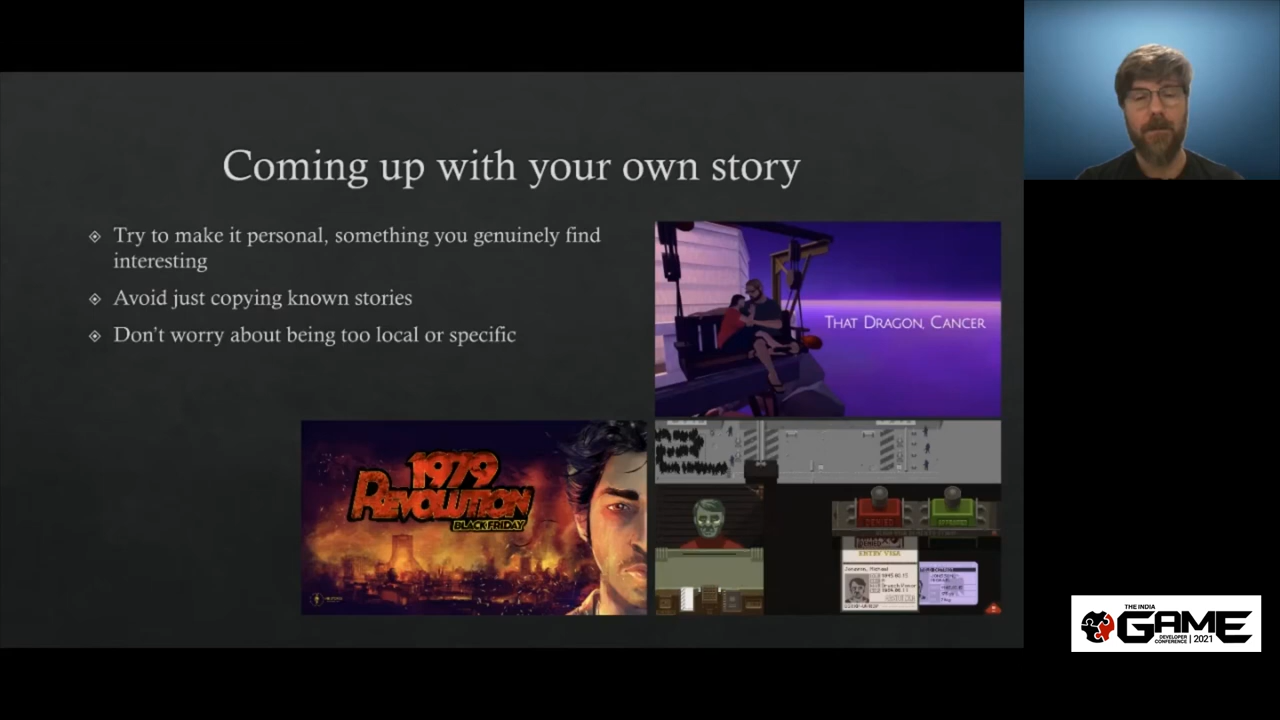 Coming up with your own story
Try to make it personal, something you genuinely find
interesting
Avoid just copying known stories
Don't worry about being too local or specific
THAT DRAGON, CANCER
1979
REVOLUTION
BLACK FRIDAY
DENIED
APPROVED
ENTRY VISA
THE INDIA
GAME
DEVELOPER
CONFERENCE | 2021